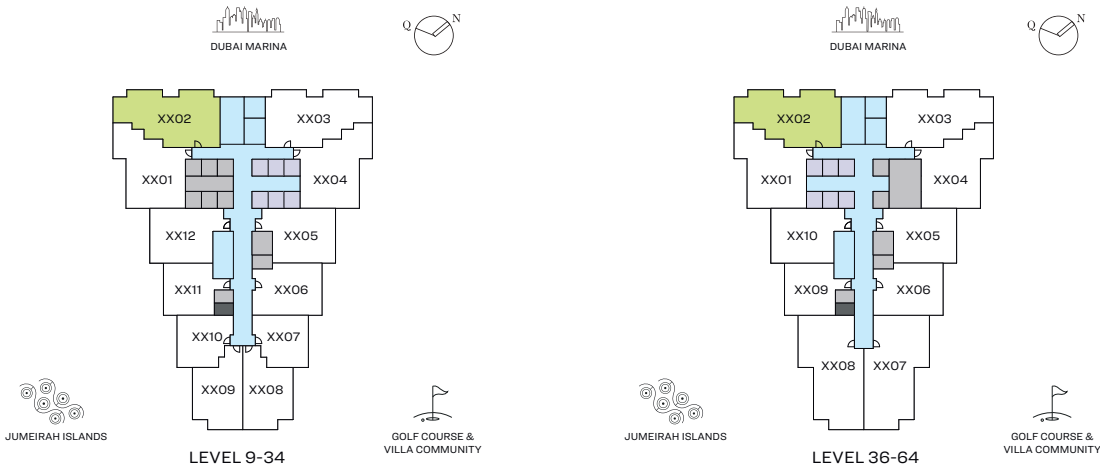 DUBAI MARINA
Q N
XX02
XX03
XX01
XX04
XX12
XX05
XX11
XX06
XX10
XX07
XX09
XX08
JUMEIRAH ISLANDS
GOLF COURSE &
VILLA COMMUNITY
LEVEL 9-34
DUBAI MARINA
Q N
XX02
XX03
XX01
XX04
XX10
XX05
XX09
XX06
XX08
XX07
JUMEIRAH ISLANDS
GOLF COURSE &
VILLA COMMUNITY
LEVEL 36-64